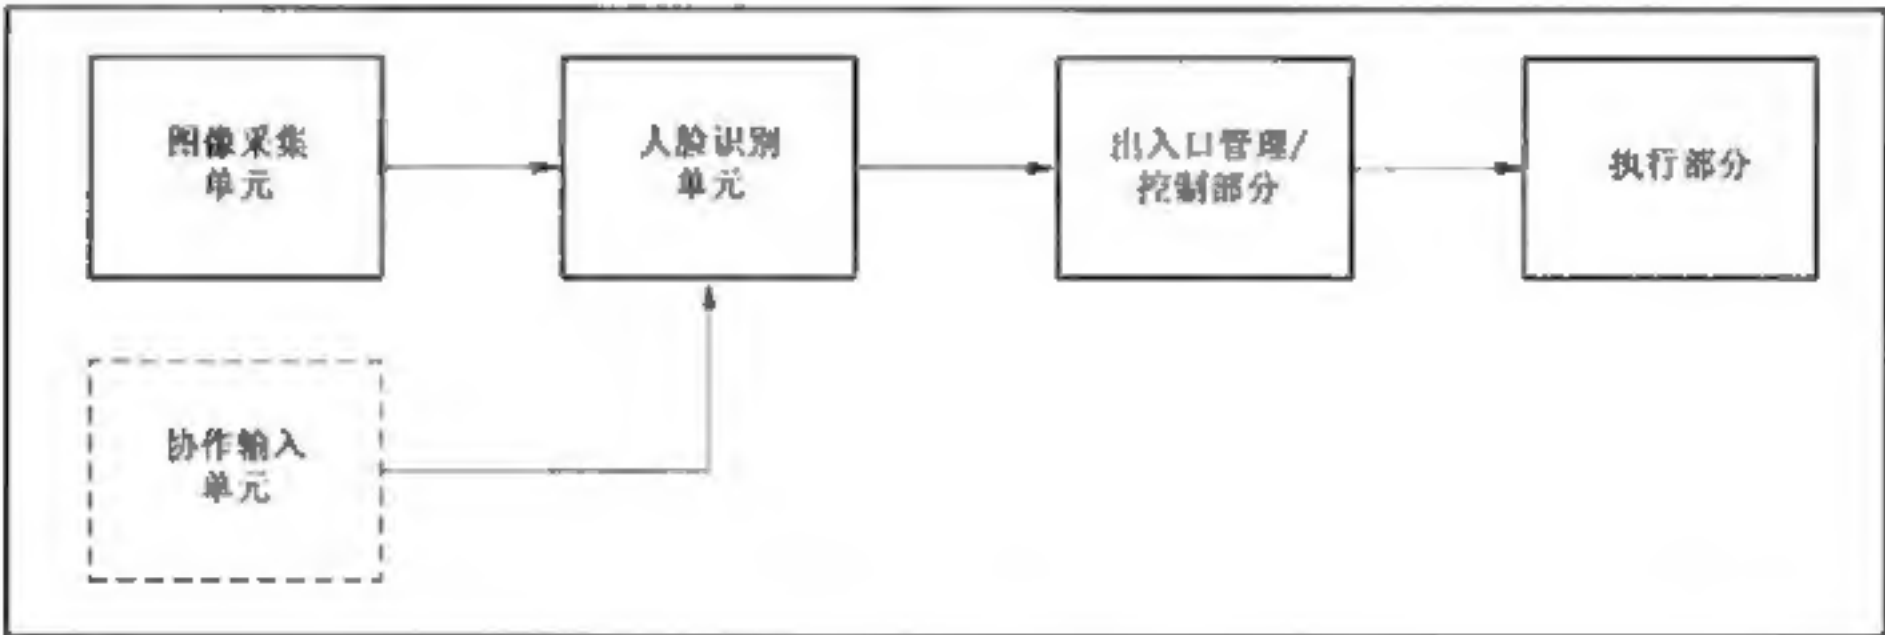 图像采集
单元
人脸识别
单元
出入口管理/
控制部分
执行部分
协作输入
单元